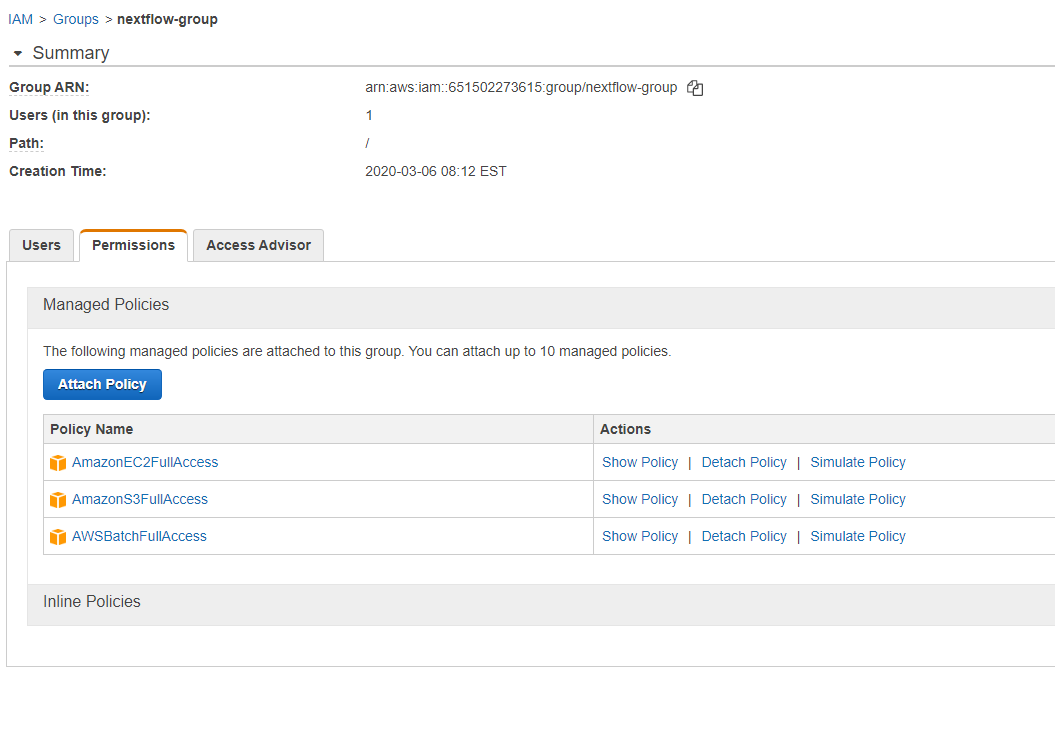 IAM > Groups > nextflow-group
Summary
Group ARN: arn:aws:iam::651502273615:group/nextflow-group
Users (in this group): 1
Path: /
Creation Time: 2020-03-06 08:12 EST
Users Permissions Access Advisor
Managed Policies
The following managed policies are attached to this group. You can attach up to 10 managed policies.
Attach Policy
Policy Name Actions
AmazonEC2FullAccess Show Policy | Detach Policy | Simulate Policy
AmazonS3FullAccess Show Policy | Detach Policy | Simulate Policy
AWSBatchFullAccess Show Policy | Detach Policy | Simulate Policy
Inline Policies